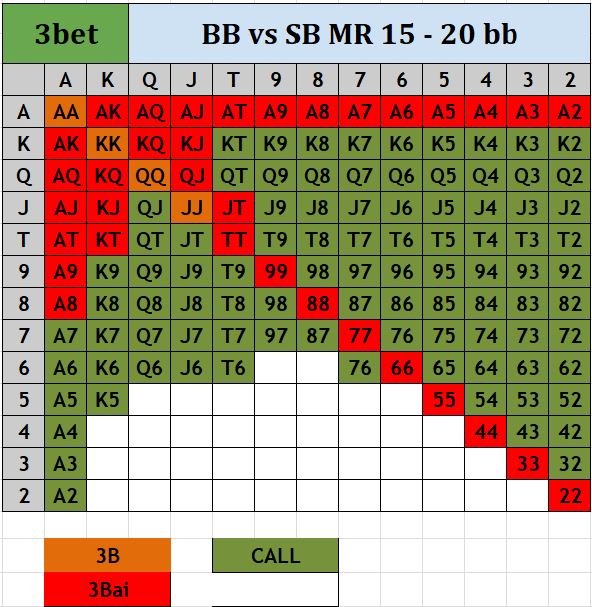 3bet BB vs SB MR 15 - 20 bb
A K Q J T 9 8 7 6 5 4 3 2
A AA AK AQ AJ AT A9 A8 A7 A6 A5 A4 A3 A2
K AK KK KQ KJ KT K9 K8 K7 K6 K5 K4 K3 K2
Q AQ KQ QQ QJ QT Q9 Q8 Q7 Q6 Q5 Q4 Q3 Q2
J AJ KJ QJ JJ JT J9 J8 J7 J6 J5 J4 J3 J2
T AT KT QT JT TT T9 T8 T7 T6 T5 T4 T3 T2
9 A9 K9 Q9 J9 T9 99 98 97 96 95 94 93 92
8 A8 K8 Q8 J8 T8 98 88 87 86 85 84 83 82
7 A7 K7 Q7 J7 T7 97 87 77 76 75 74 73 72
6 A6 K6 Q6 J6 T6 76 66 65 64 63 62
5 A5 K5 55 54 53 52
4 A4 44 43 42
3 A3 33 32
2 A2 22
3B CALL
3Bai